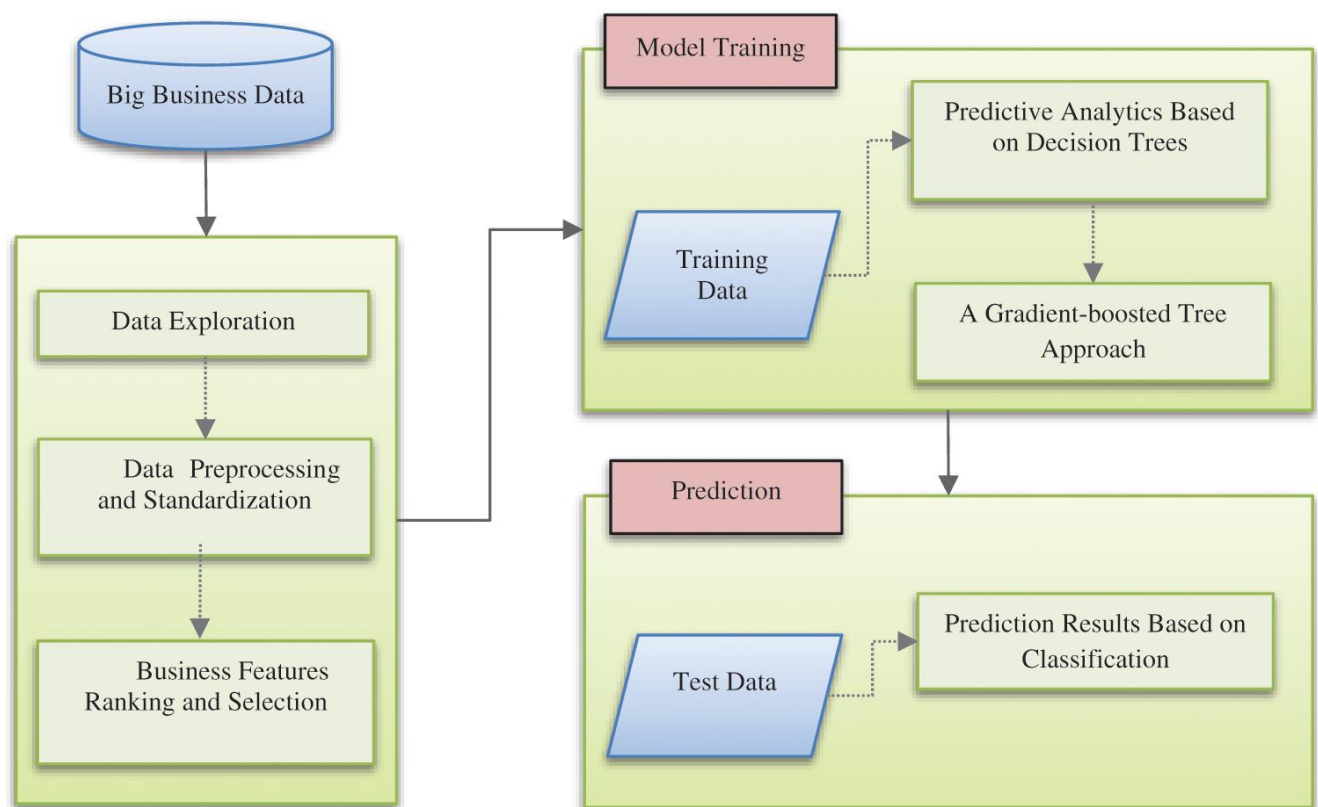 Big Business Data
Data Exploration
Data Preprocessing
and Standardization
Business Features
Ranking and Selection
Model Training
Training
Data
Predictive Analytics Based
on Decision Trees
A Gradient-boosted Tree
Approach
Prediction
Test Data
Prediction Results Based on
Classification